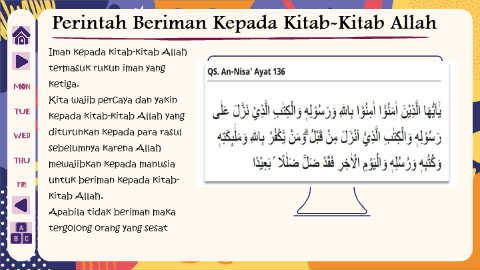 Perintah Beriman Kepada Kitab-Kitab Allah
Iman kepada kitab-kitab Allah
termasuk rukun iman yang
ketiga.
Kita wajib percaya dan yakin
kepada kitab-kitab Allah yang
diturunkan kepada para rasul
sebelumnya karena Allah
mewajibkan kepada manusia
untuk beriman kepada kitab-
kitab Allah.
Apabila tidak beriman maka
tergolong orang yang sesat
QS. An-Nisa' Ayat 136
يٰٓاَيُّهَا الَّذِيْنَ اٰمَنُوْٓا اٰمِنُوْا بِاللّٰهِ وَرَسُوْلِهٖ وَالْكِتٰبِ الَّذِيْ نَزَّلَ عَلٰى
رَسُوْلِهٖ وَالْكِتٰبِ الَّذِيْٓ اَنْزَلَ مِنْ قَبْلُ ۗوَمَنْ يَّكْفُرْ بِاللّٰهِ وَمَلٰۤىِٕكَتِهٖ
وَكُتُبِهٖ وَرُسُلِهٖ وَالْيَوْمِ الْاٰخِرِ فَقَدْ ضَلَّ ضَلٰلًا ۢ بَعِيْدًا
MON
TUE
WED
THU
FRI
A
B C